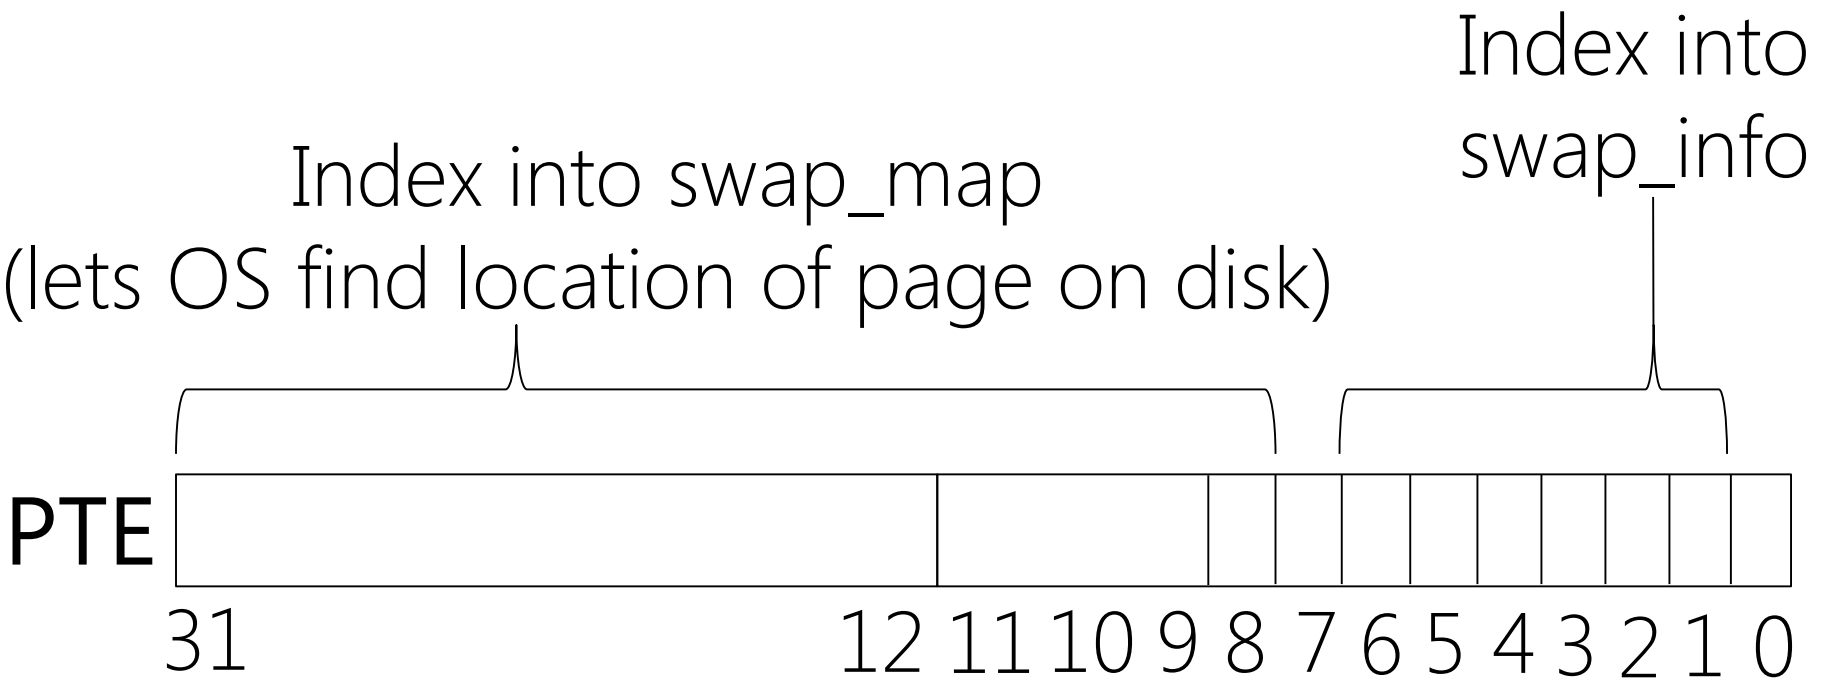 Index into
swap_info
Index into swap_map
(lets OS find location of page on disk)
PTE
31 12 11 10 9 8 7 6 5 4 3 2 1 0